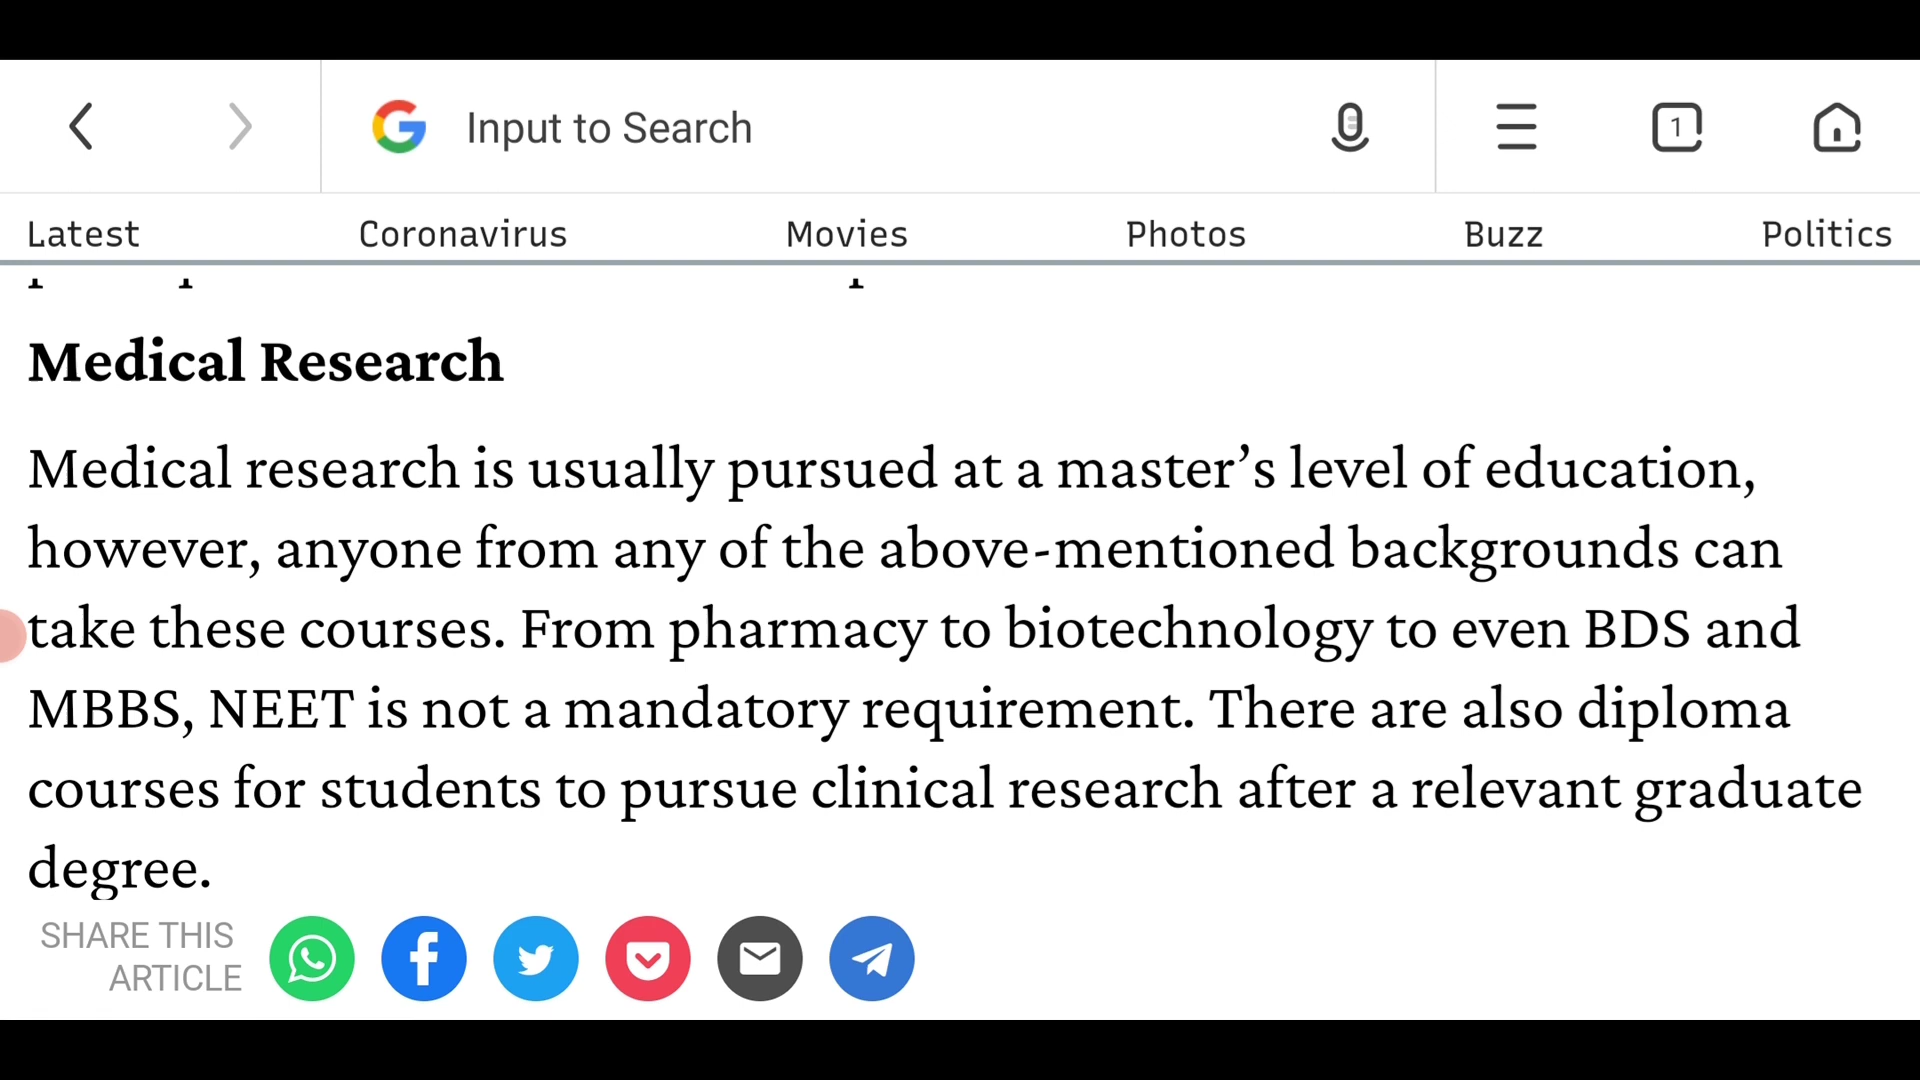 Input to Search
1
Latest Coronavirus Movies Photos Buzz Politics
Medical Research
Medical research is usually pursued at a master’s level of education,
however, anyone from any of the above-mentioned backgrounds can
take these courses. From pharmacy to biotechnology to even BDS and
MBBS, NEET is not a mandatory requirement. There are also diploma
courses for students to pursue clinical research after a relevant graduate
degree.
SHARE THIS
ARTICLE